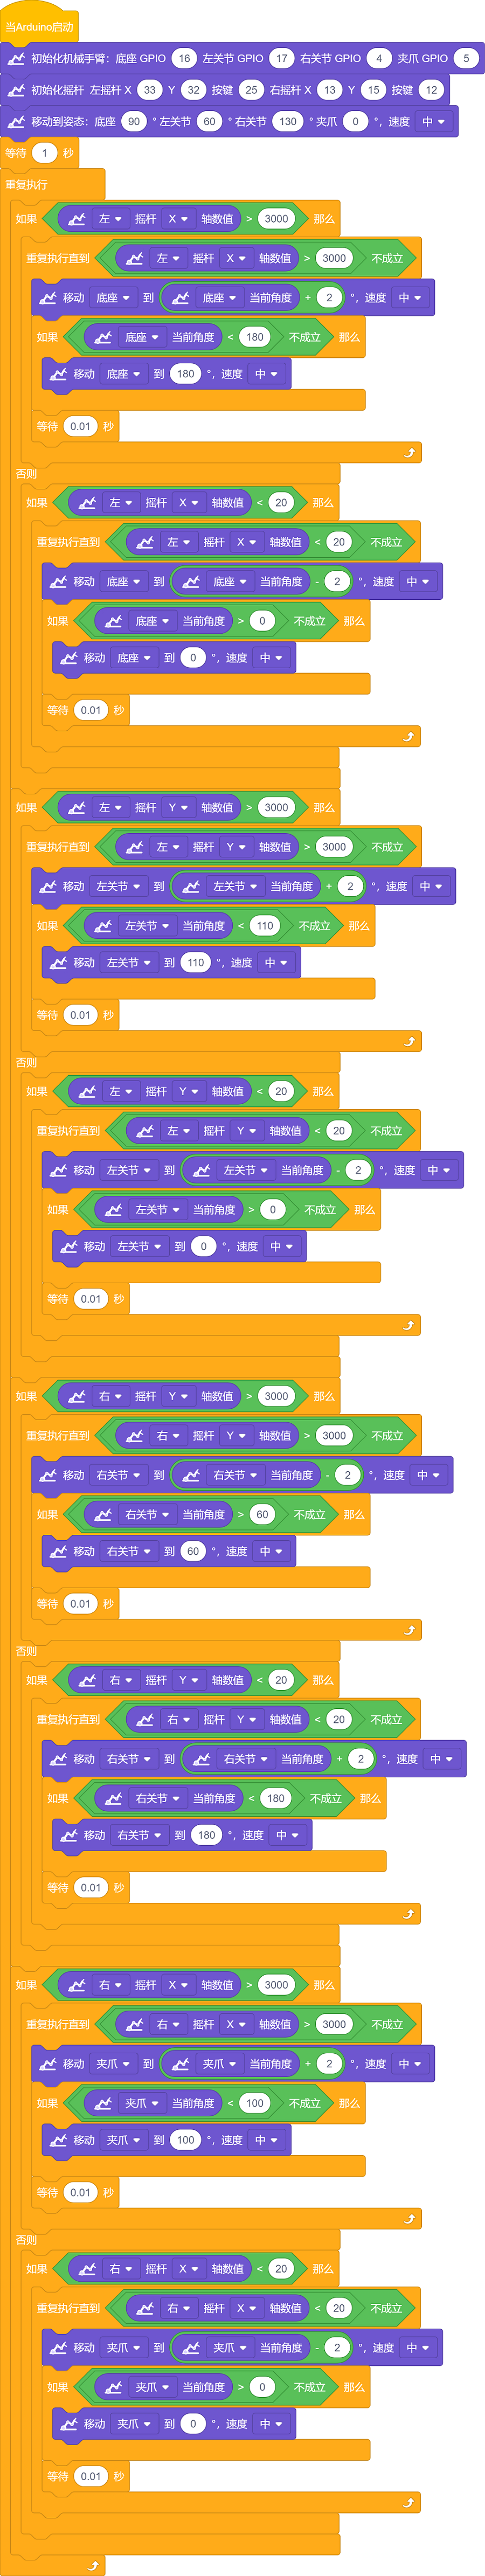 当Arduino启动
初始化机械手臂：底座 GPIO 16 左关节 GPIO 17 右关节 GPIO 4 夹爪 GPIO 5
初始化摇杆 左摇杆 X 33 Y 32 按键 25 右摇杆 X 13 Y 15 按键 12
移动到姿态：底座 90 ° 左关节 60 ° 右关节 130 ° 夹爪 0 °，速度 中
等待 1 秒
重复执行
如果 左 摇杆 X 轴数值 > 3000 那么
重复执行直到 左 摇杆 X 轴数值 > 3000 不成立
移动 底座 到 底座 当前角度 + 2 °，速度 中
如果 底座 当前角度 < 180 不成立 那么
移动 底座 到 180 °，速度 中
等待 0.01 秒
否则
如果 左 摇杆 X 轴数值 < 20 那么
重复执行直到 左 摇杆 X 轴数值 < 20 不成立
移动 底座 到 底座 当前角度 - 2 °，速度 中
如果 底座 当前角度 > 0 不成立 那么
移动 底座 到 0 °，速度 中
等待 0.01 秒
如果 左 摇杆 Y 轴数值 > 3000 那么
重复执行直到 左 摇杆 Y 轴数值 > 3000 不成立
移动 左关节 到 左关节 当前角度 + 2 °，速度 中
如果 左关节 当前角度 < 110 不成立 那么
移动 左关节 到 110 °，速度 中
等待 0.01 秒
否则
如果 左 摇杆 Y 轴数值 < 20 那么
重复执行直到 左 摇杆 Y 轴数值 < 20 不成立
移动 左关节 到 左关节 当前角度 - 2 °，速度 中
如果 左关节 当前角度 > 0 不成立 那么
移动 左关节 到 0 °，速度 中
等待 0.01 秒
如果 右 摇杆 Y 轴数值 > 3000 那么
重复执行直到 右 摇杆 Y 轴数值 > 3000 不成立
移动 右关节 到 右关节 当前角度 - 2 °，速度 中
如果 右关节 当前角度 > 60 不成立 那么
移动 右关节 到 60 °，速度 中
等待 0.01 秒
否则
如果 右 摇杆 Y 轴数值 < 20 那么
重复执行直到 右 摇杆 Y 轴数值 < 20 不成立
移动 右关节 到 右关节 当前角度 + 2 °，速度 中
如果 右关节 当前角度 < 180 不成立 那么
移动 右关节 到 180 °，速度 中
等待 0.01 秒
如果 右 摇杆 X 轴数值 > 3000 那么
重复执行直到 右 摇杆 X 轴数值 > 3000 不成立
移动 夹爪 到 夹爪 当前角度 + 2 °，速度 中
如果 夹爪 当前角度 < 100 不成立 那么
移动 夹爪 到 100 °，速度 中
等待 0.01 秒
否则
如果 右 摇杆 X 轴数值 < 20 那么
重复执行直到 右 摇杆 X 轴数值 < 20 不成立
移动 夹爪 到 夹爪 当前角度 - 2 °，速度 中
如果 夹爪 当前角度 > 0 不成立 那么
移动 夹爪 到 0 °，速度 中
等待 0.01 秒